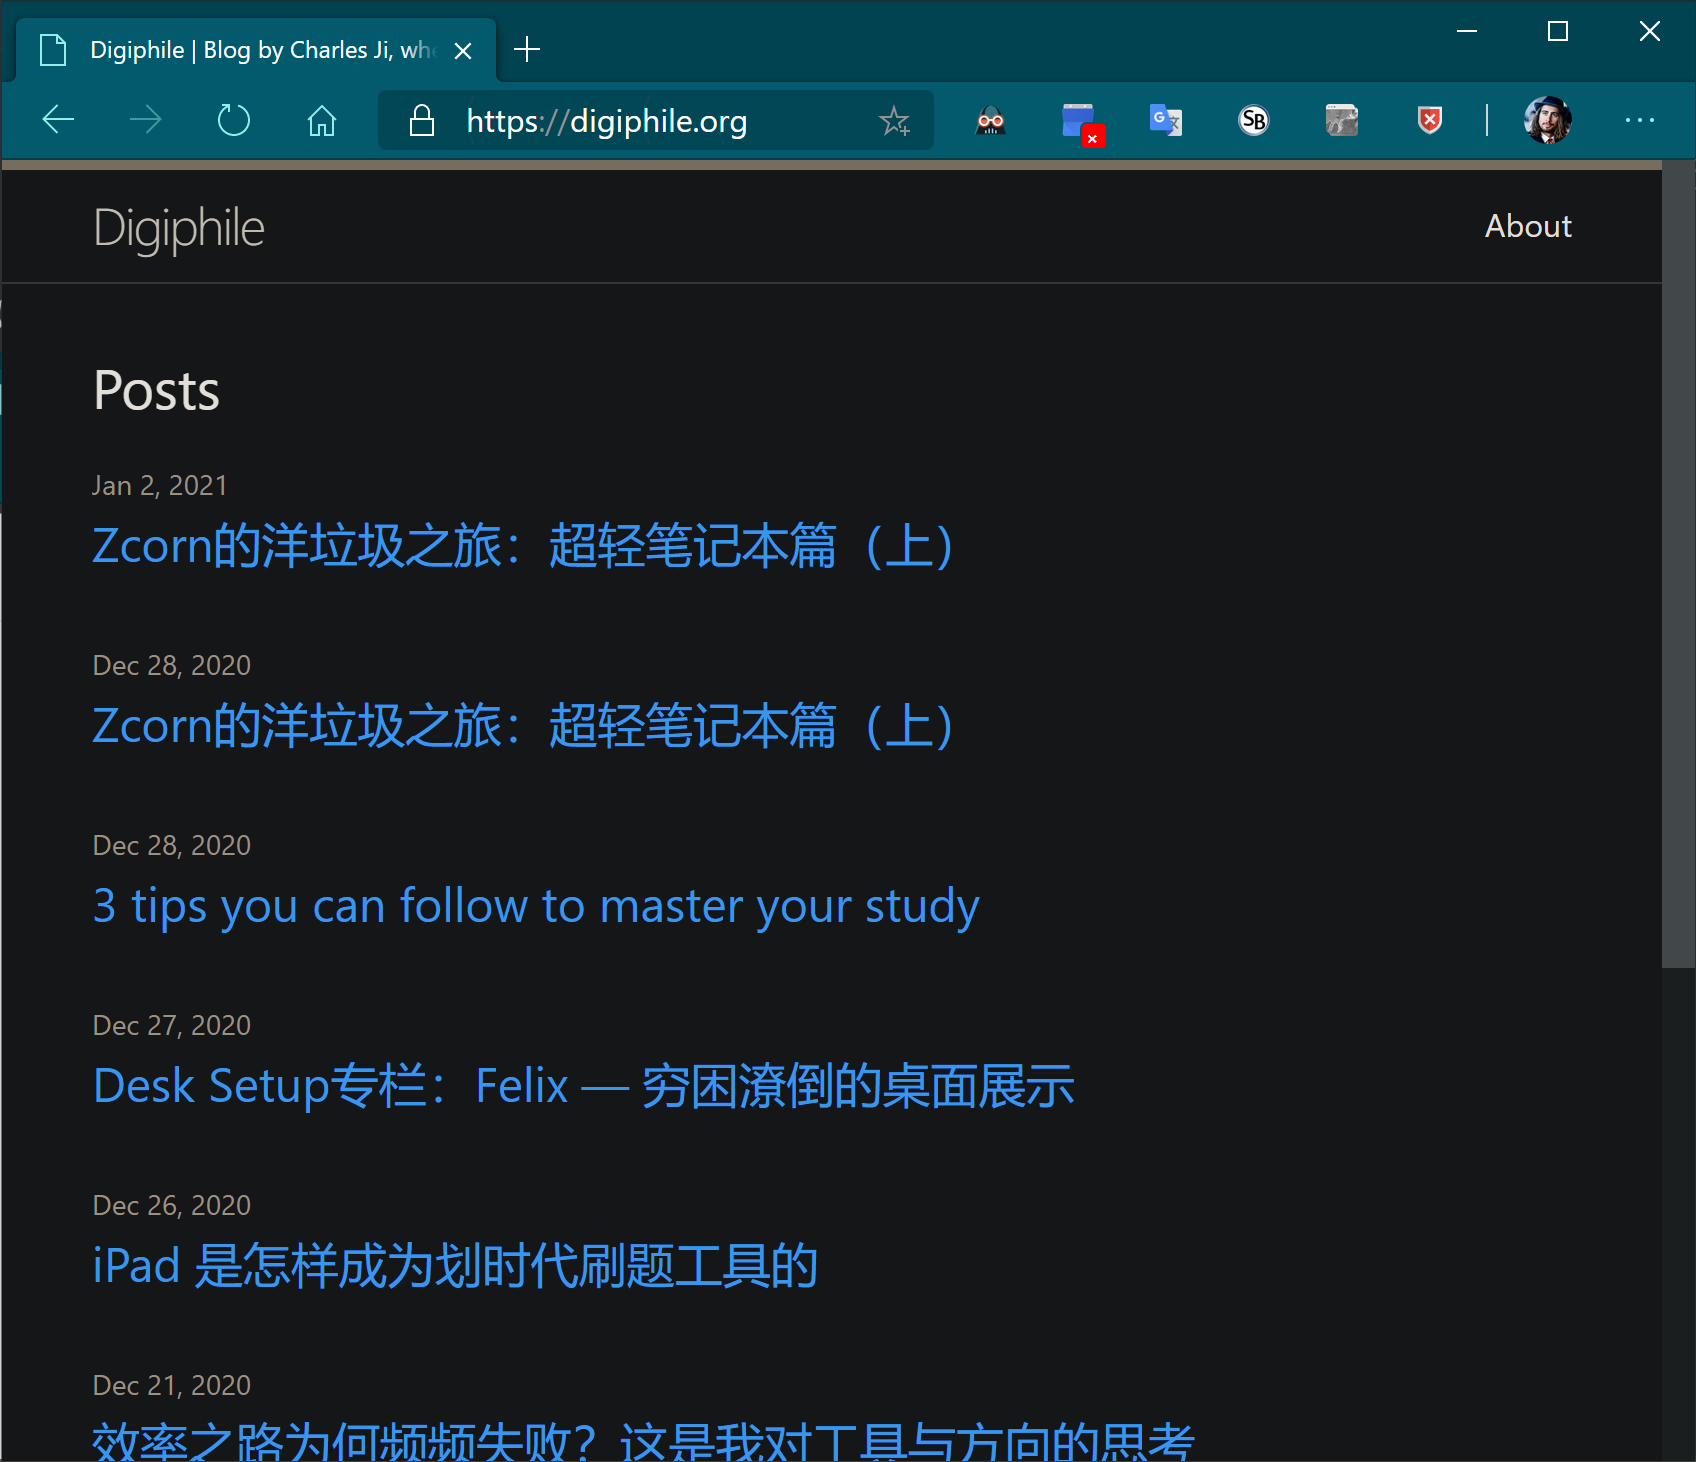 Digiphile | Blog by Charles Ji, whe
https://digiphile.org
SB
Digiphile
About
Posts
Jan 2, 2021
Zcorn的洋垃圾之旅：超轻笔记本篇（上）
Dec 28, 2020
Zcorn的洋垃圾之旅：超轻笔记本篇（上）
Dec 28, 2020
3 tips you can follow to master your study
Dec 27, 2020
Desk Setup专栏：Felix — 穷困潦倒的桌面展示
Dec 26, 2020
iPad 是怎样成为划时代刷题工具的
Dec 21, 2020
效率之路为何频频失败？这是我对工具与方向的思考